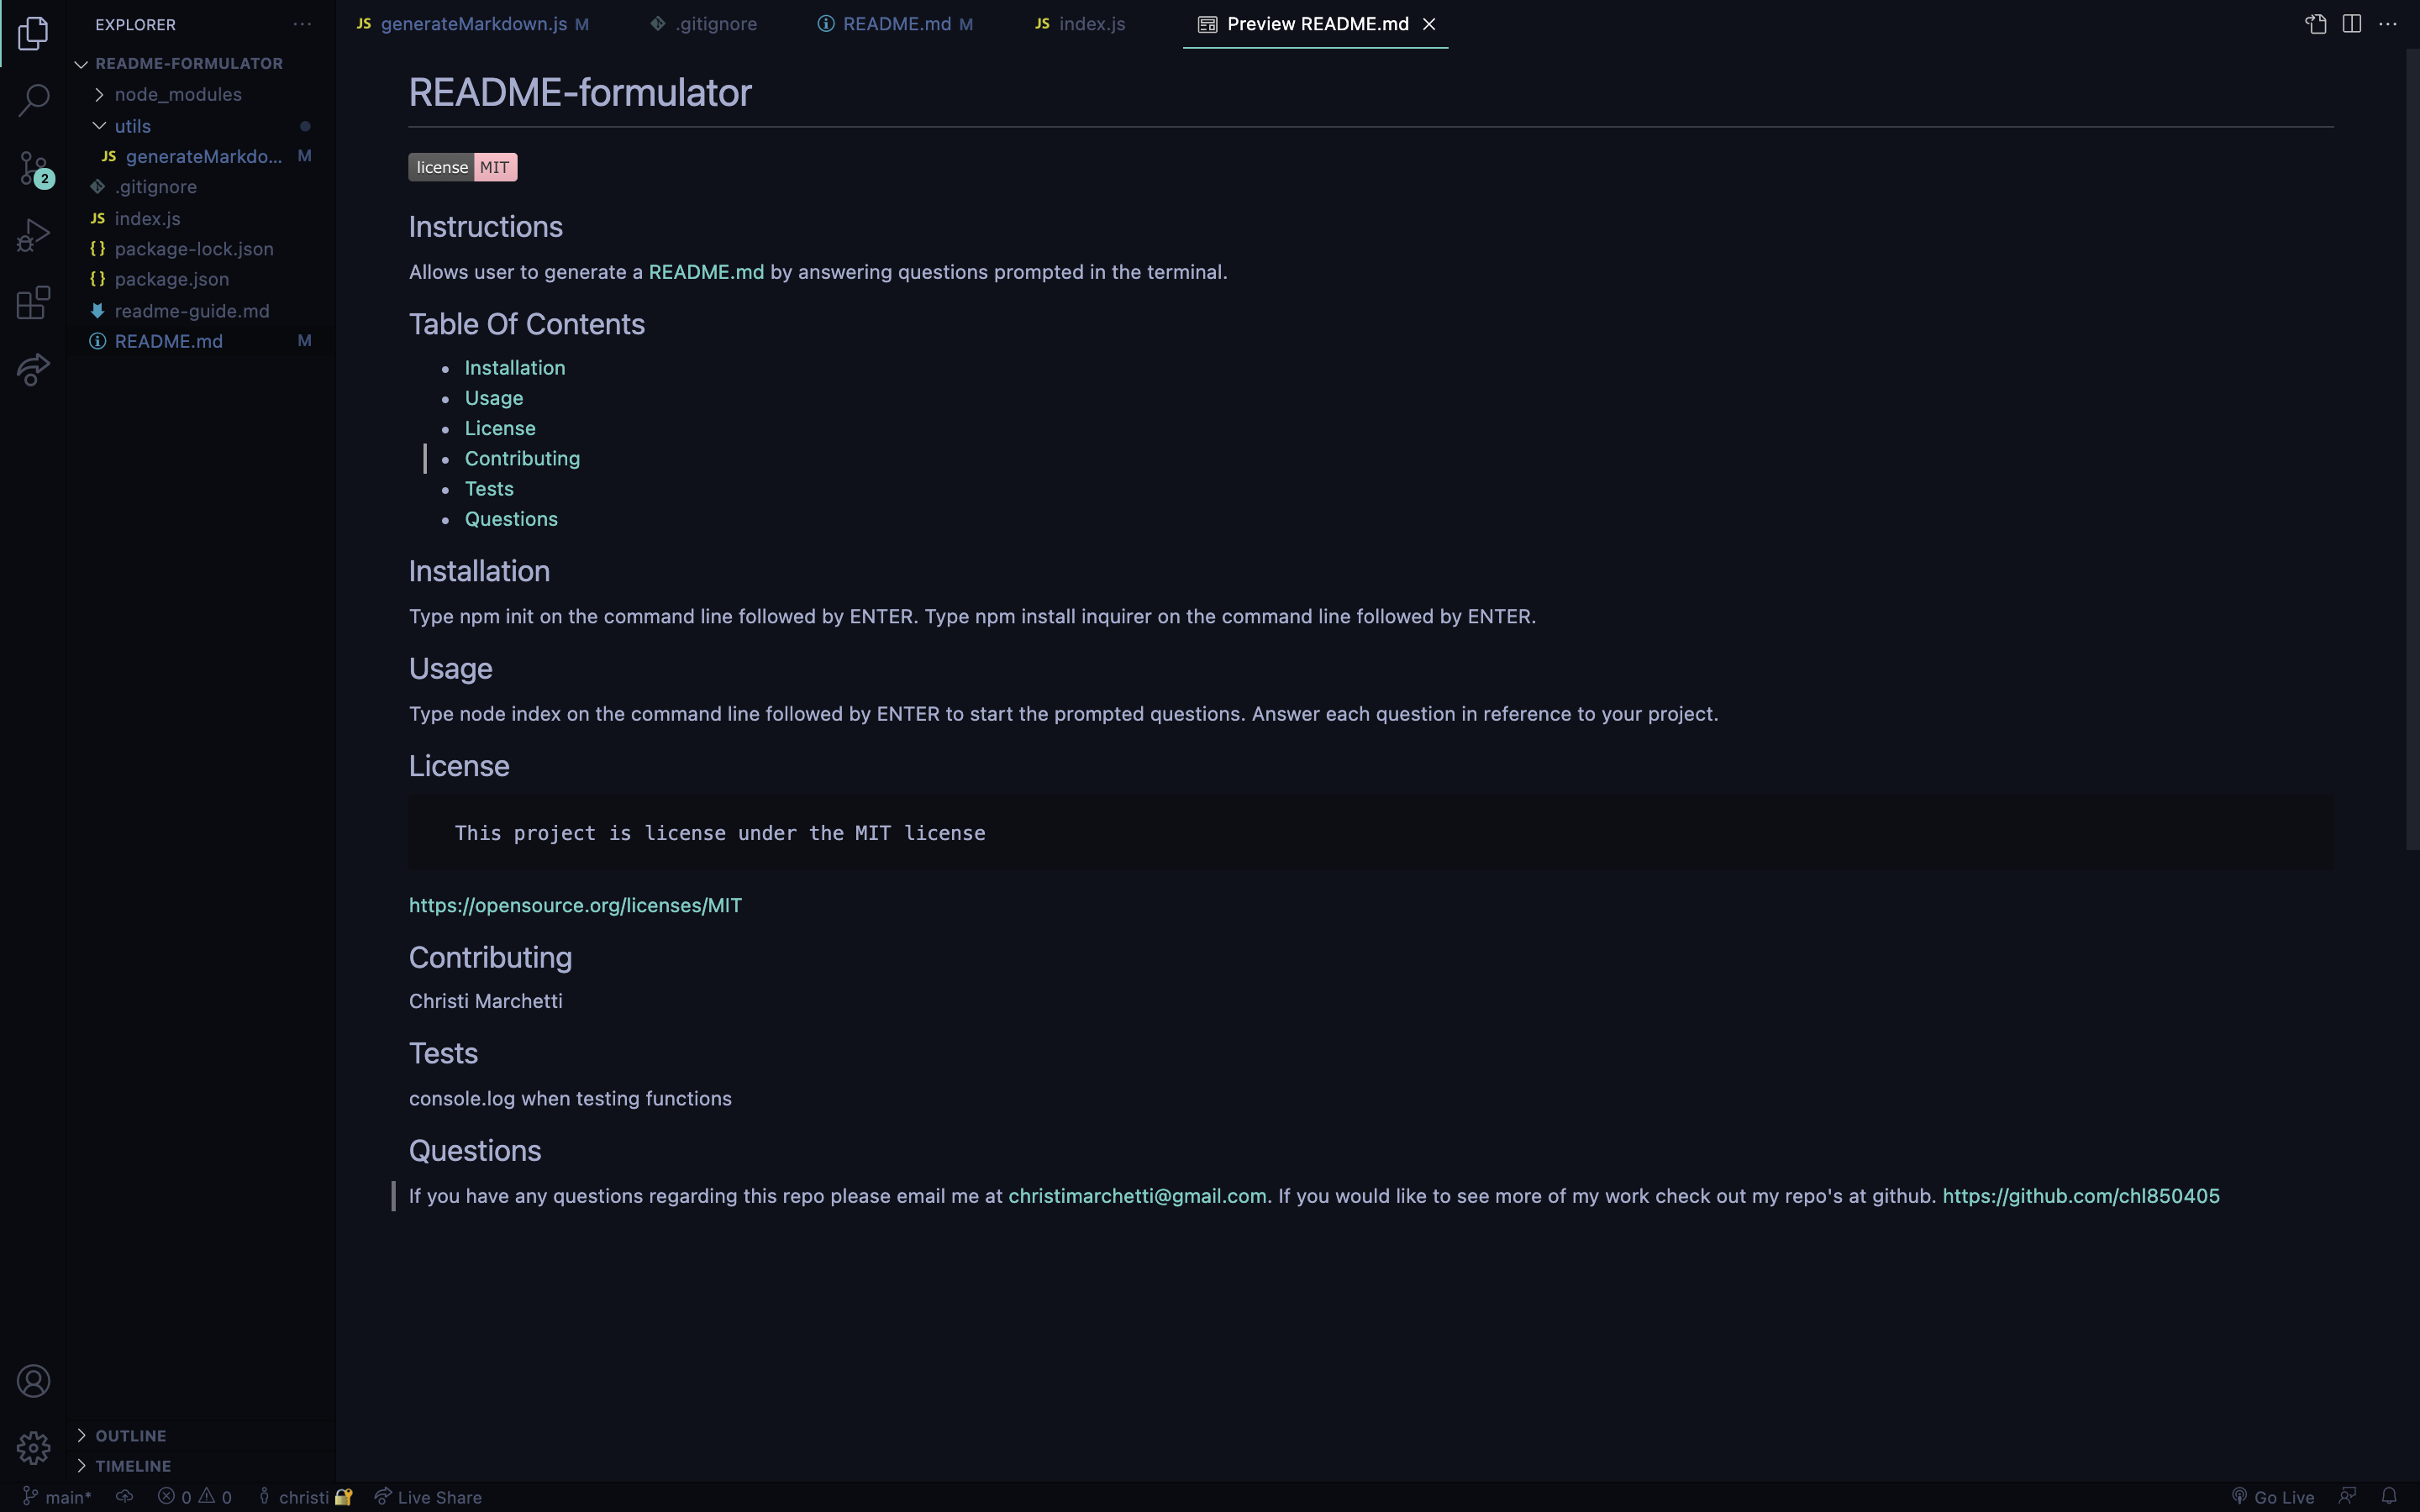 EXPLORER ...
README-FORMULATOR
node_modules
utils
JS generateMarkdo... M
.gitignore
JS index.js
{} package-lock.json
{} package.json
readme-guide.md
README.md M
2
OUTLINE
TIMELINE
JS generateMarkdown.js M
.gitignore
README.md M
JS index.js
Preview README.md
README-formulator
license MIT
Instructions
Allows user to generate a README.md by answering questions prompted in the terminal.
Table Of Contents
• Installation
• Usage
• License
• Contributing
• Tests
• Questions
Installation
Type npm init on the command line followed by ENTER. Type npm install inquirer on the command line followed by ENTER.
Usage
Type node index on the command line followed by ENTER to start the prompted questions. Answer each question in reference to your project.
License
This project is license under the MIT license
https://opensource.org/licenses/MIT
Contributing
Christi Marchetti
Tests
console.log when testing functions
Questions
If you have any questions regarding this repo please email me at christimarchetti@gmail.com. If you would like to see more of my work check out my repo's at github. https://github.com/chl850405
main* 0 0 christi Live Share Go Live